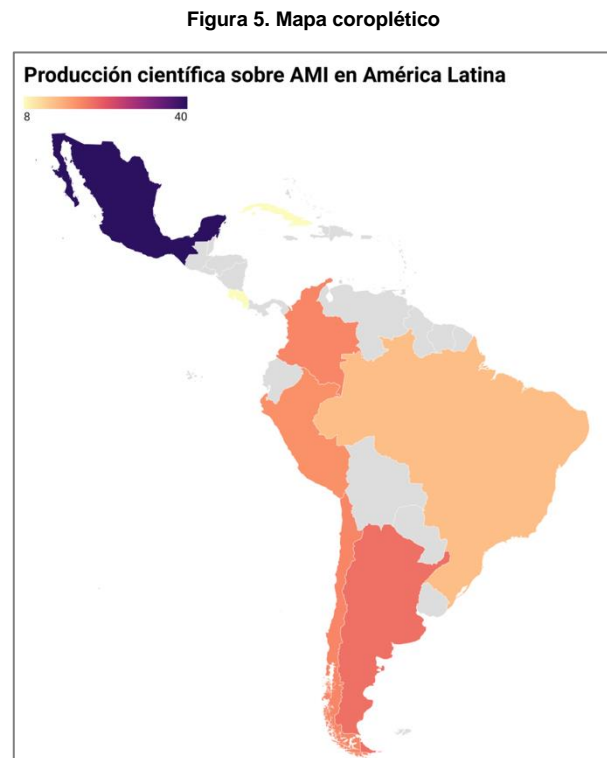 Figura 5. Mapa coroplético
Producción científica sobre AMI en América Latina
8 40